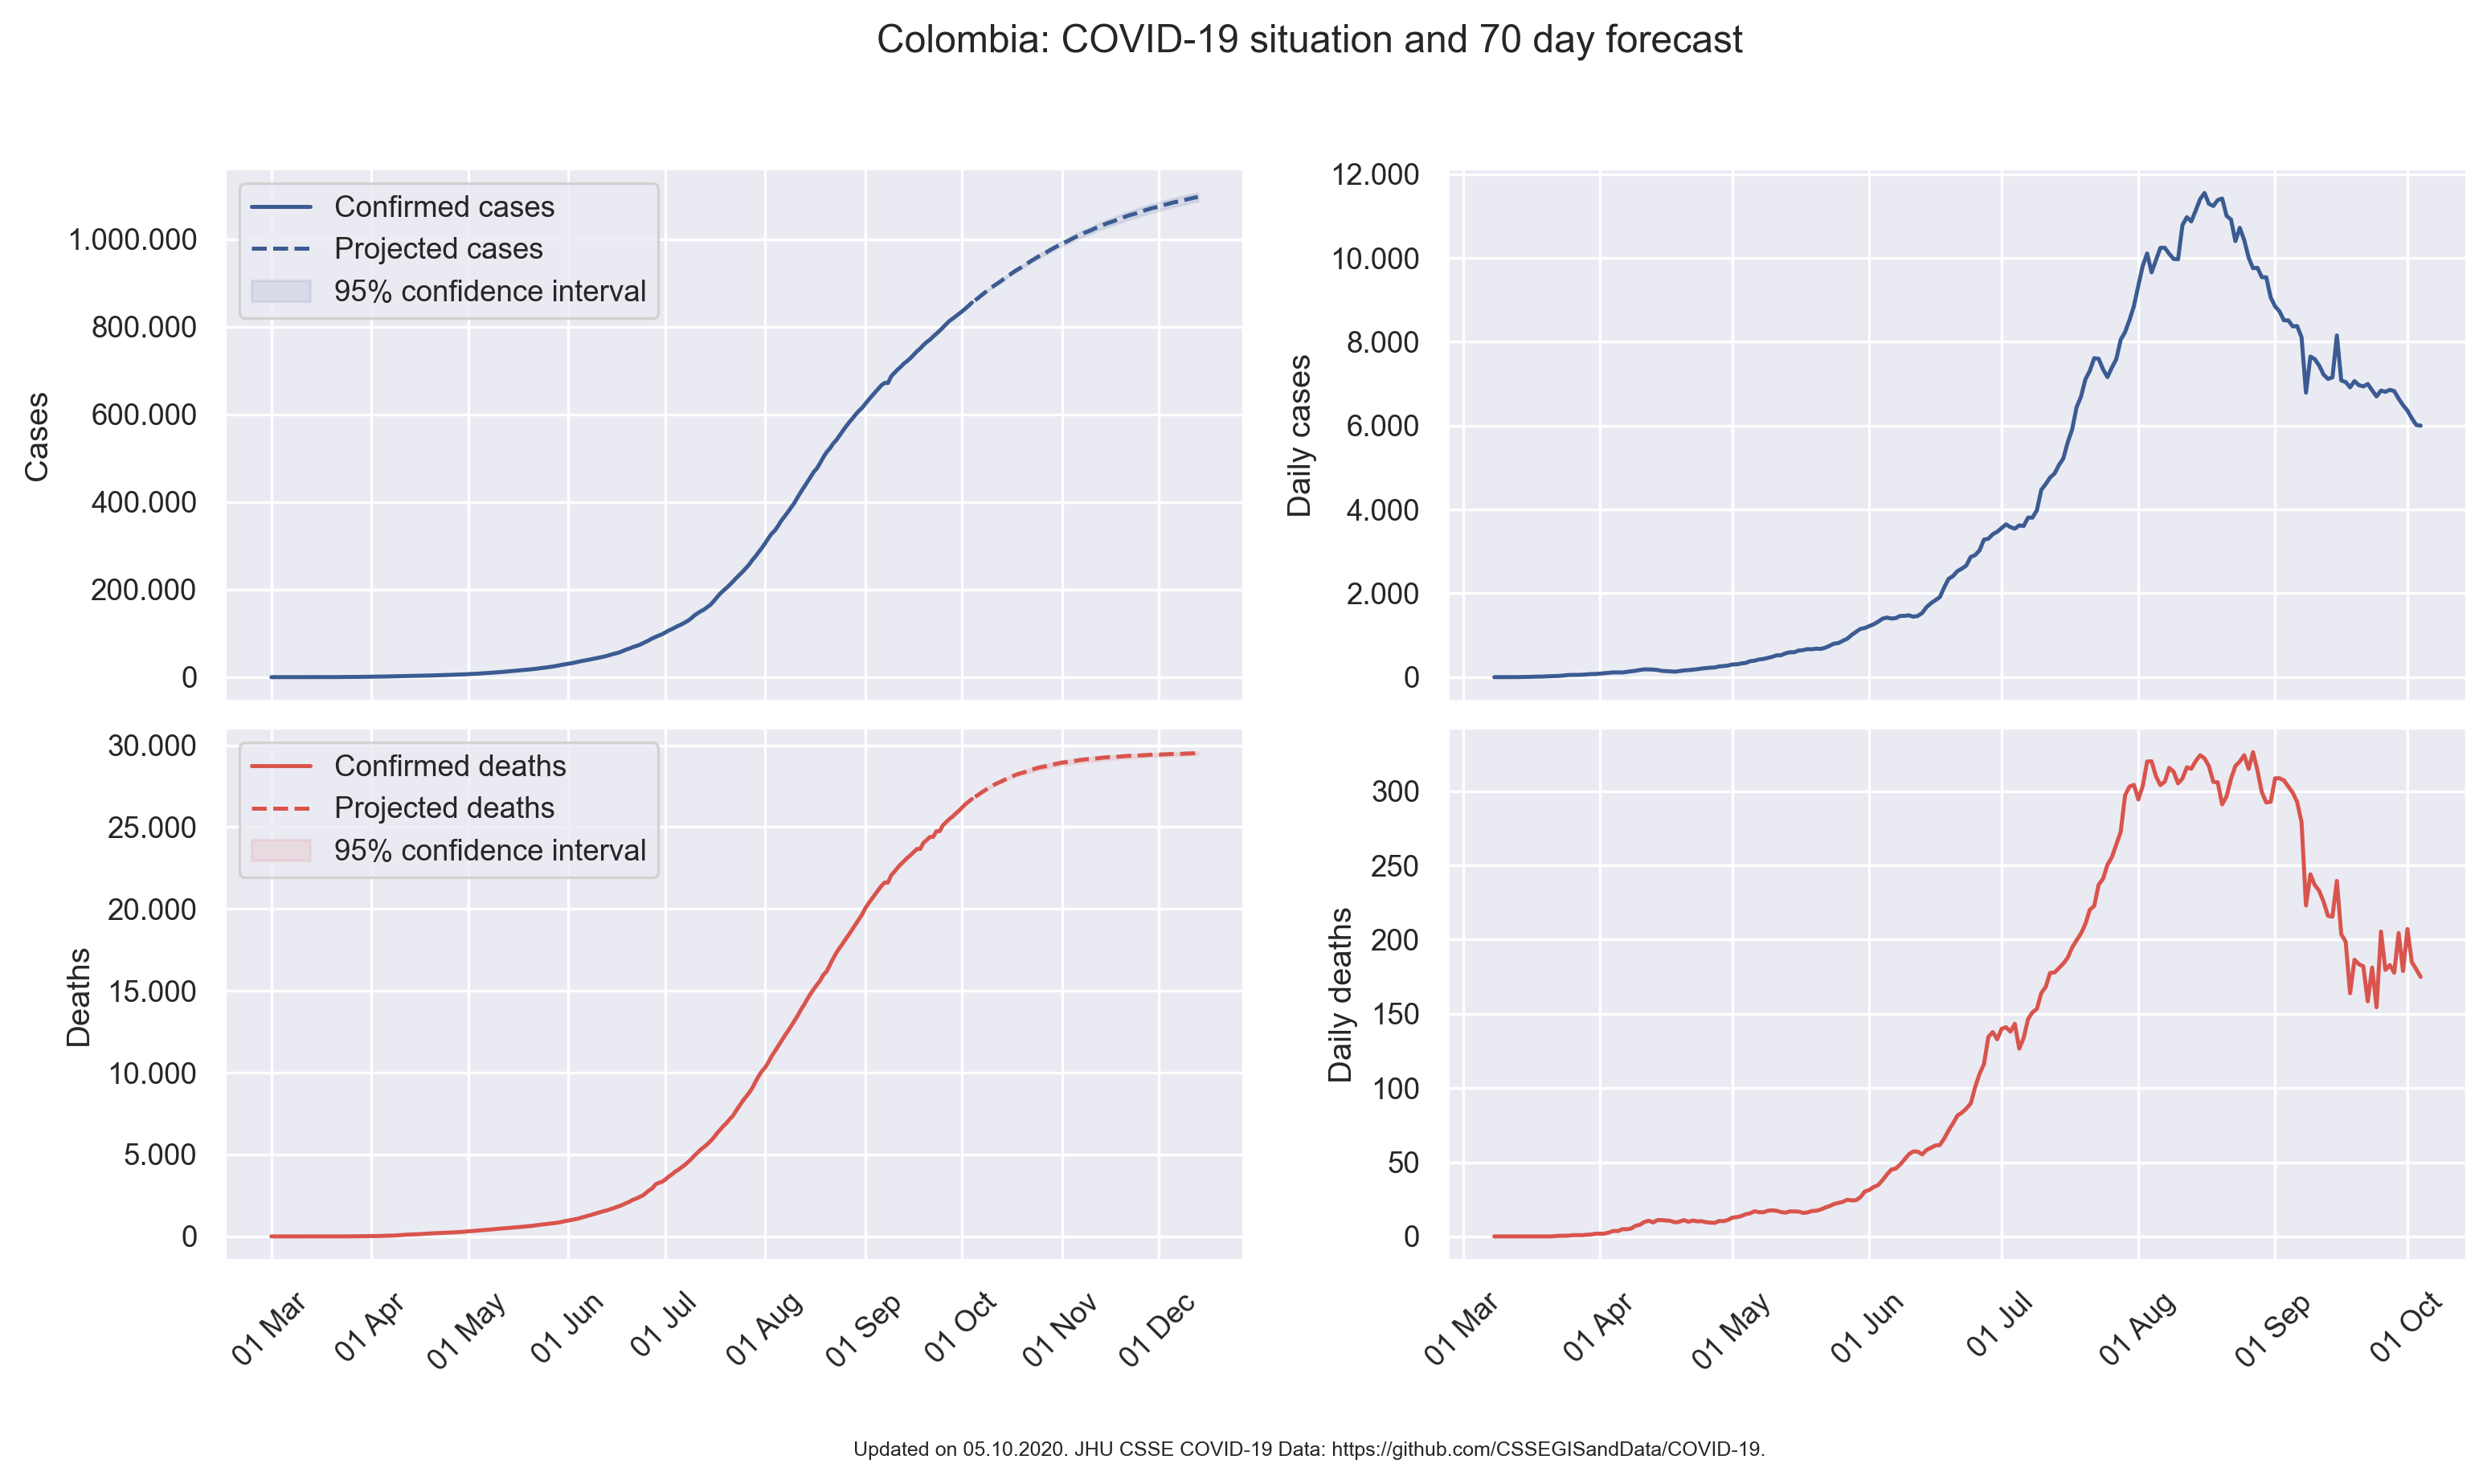 Colombia: COVID-19 situation and 70 day forecast
Confirmed cases
Projected cases
95% confidence interval
1.000.000
800.000
600.000
400.000
200.000
0
Cases
12.000
10.000
8.000
6.000
4.000
2.000
0
Daily cases
Confirmed deaths
Projected deaths
95% confidence interval
30.000
25.000
20.000
15.000
10.000
5.000
0
Deaths
01 Mar
01 Apr
01 May
01 Jun
01 Jul
01 Aug
01 Sep
01 Oct
01 Nov
01 Dec
300
250
200
150
100
50
0
Daily deaths
01 Mar
01 Apr
01 May
01 Jun
01 Jul
01 Aug
01 Sep
01 Oct
Updated on 05.10.2020. JHU CSSE COVID-19 Data: https://github.com/CSSEGISandData/COVID-19.